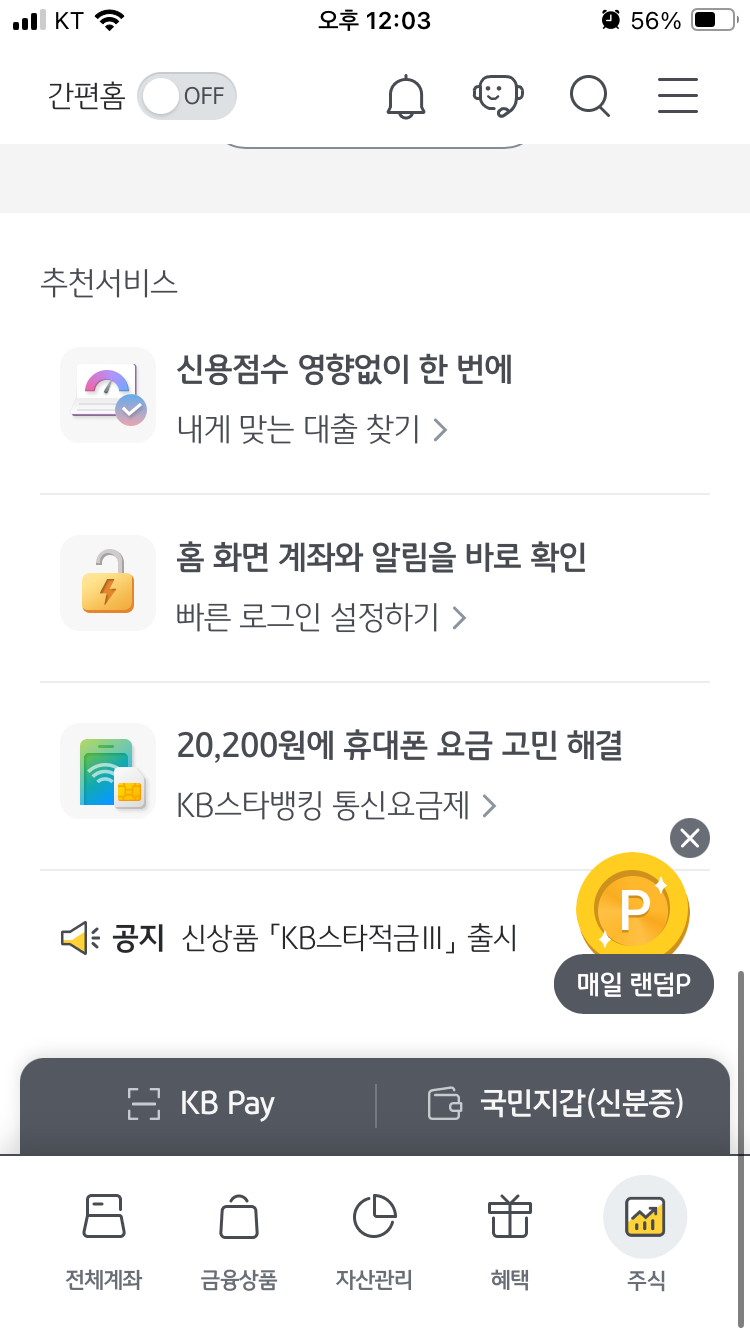 KT
오후 12:03
56%
간편홈
OFF
추천서비스
신용점수 영향없이 한 번에
내게 맞는 대출 찾기
홈 화면 계좌와 알림을 바로 확인
빠른 로그인 설정하기
20,200원에 휴대폰 요금 고민 해결
KB스타뱅킹 통신요금제
공지 신상품 「KB스타적금Ⅲ」 출시
P
매일 랜덤P
KB Pay
국민지갑(신분증)
전체계좌
금융상품
자산관리
혜택
주식